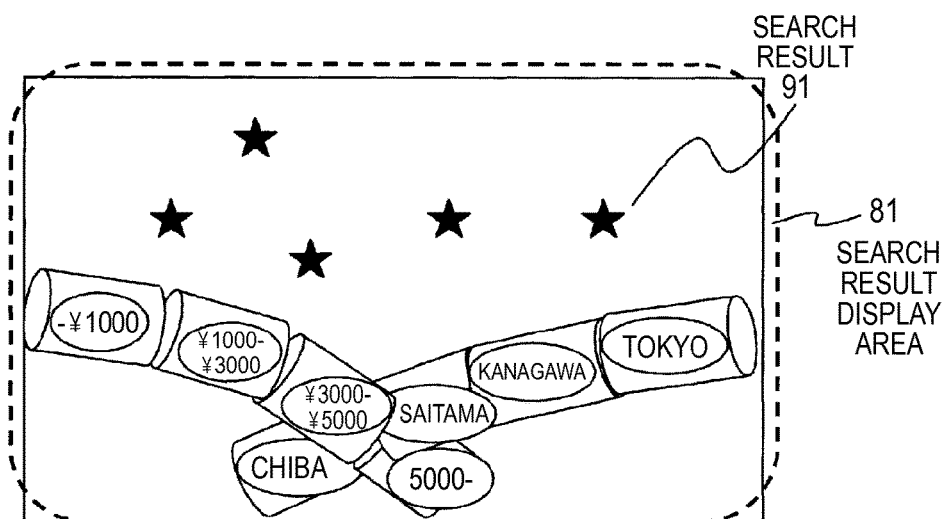 SEARCH
RESULT
91
81
SEARCH
RESULT
DISPLAY
AREA
-¥1000
¥1000-
¥3000
¥3000-
¥5000
5000-
CHIBA
SAITAMA
KANAGAWA
TOKYO